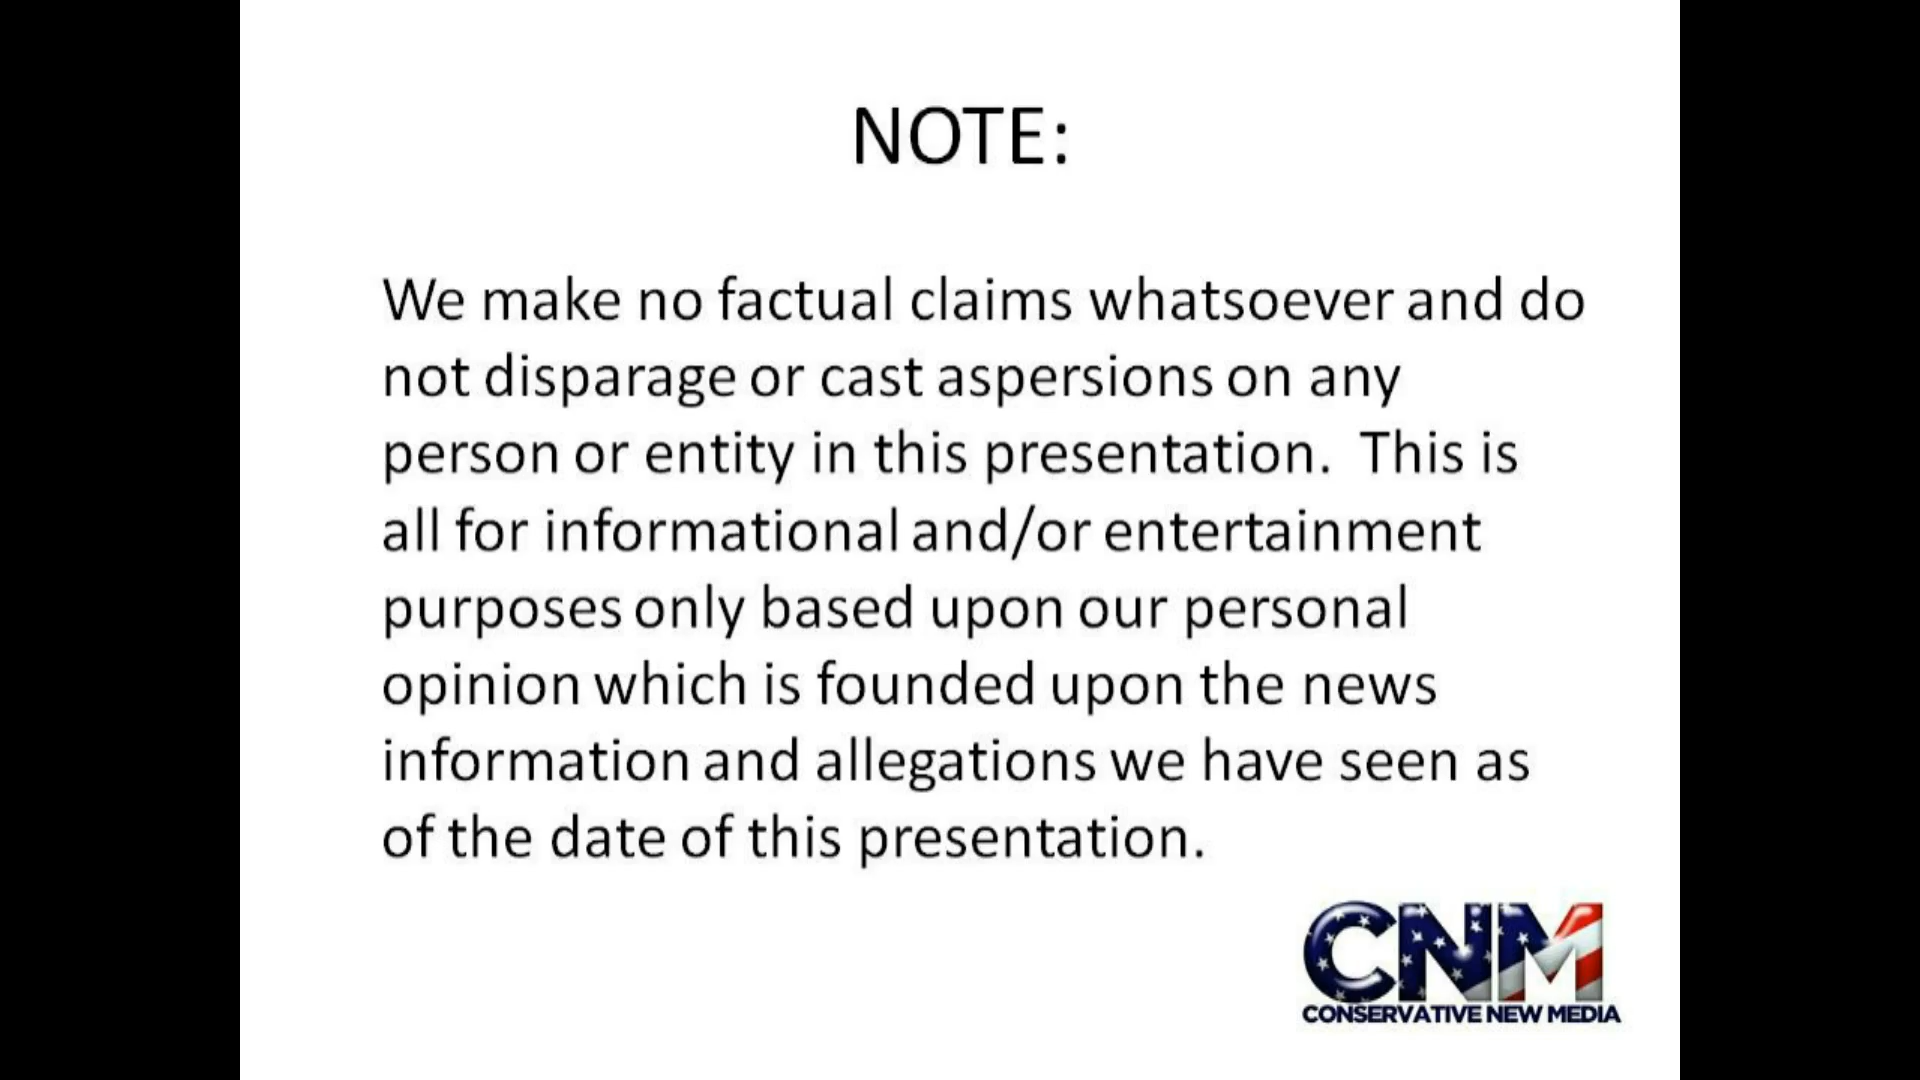 NOTE:
We make no factual claims whatsoever and do
not disparage or cast aspersions on any
person or entity in this presentation.  This is
all for informational and/or entertainment
purposes only based upon our personal
opinion which is founded upon the news
information and allegations we have seen as
of the date of this presentation.
CNM
CONSERVATIVE NEW MEDIA